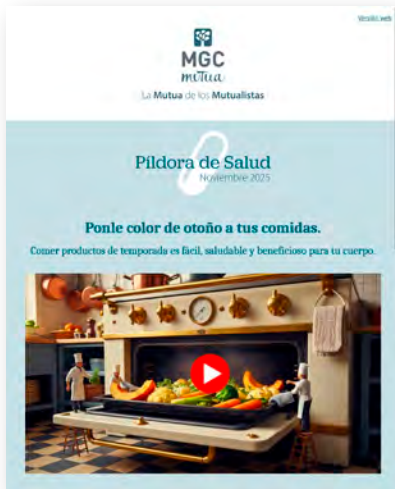 Versión web
MGC
mutua
La Mutua de los Mutualistas
Píldora de Salud
Noviembre 2025
Ponle color de otoño a tus comidas.
Comer productos de temporada es fácil, saludable y beneficioso para tu cuerpo.